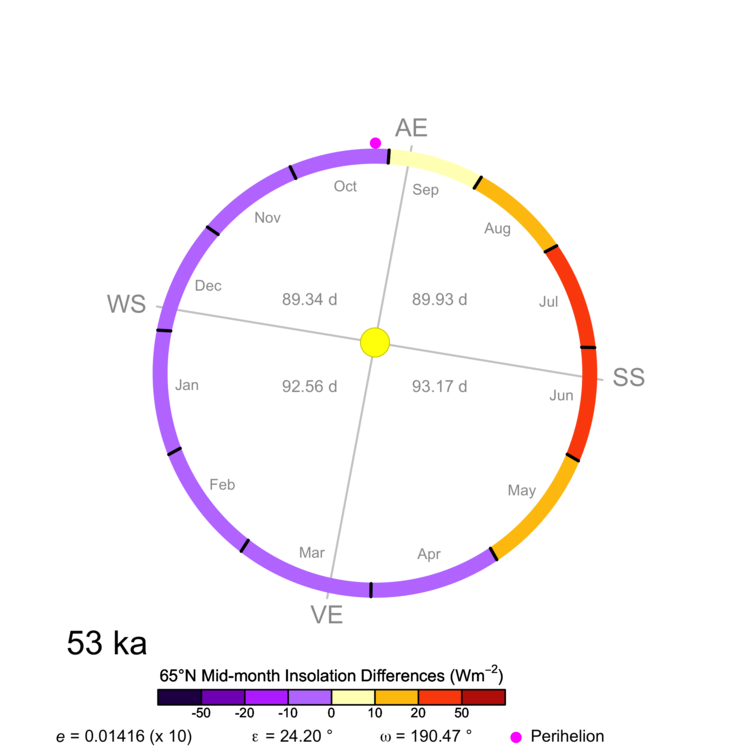 AE
Oct
Sep
Nov
Aug
Dec
WS
89.34 d
89.93 d
Jul
SS
Jan
92.56 d
93.17 d
Jun
Feb
May
Mar
Apr
VE
53 ka
65°N Mid-month Insolation Differences (Wm⁻²)
-50 -20 -10 0 10 20 50
e = 0.01416 (x 10) ε = 24.20 ° ω = 190.47 ° Perihelion